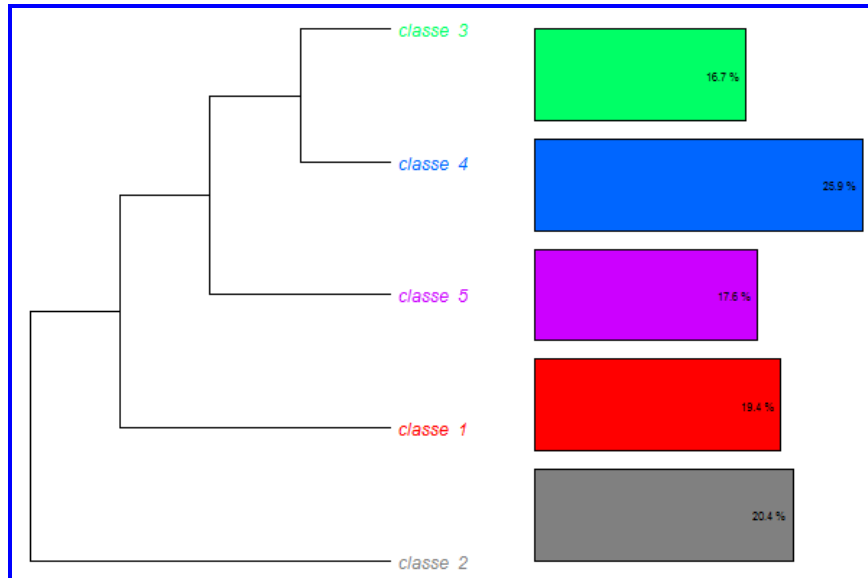 classe 3
16.7 %
classe 4
25.9 %
classe 5
17.6 %
classe 1
19.4 %
20.4 %
classe 2